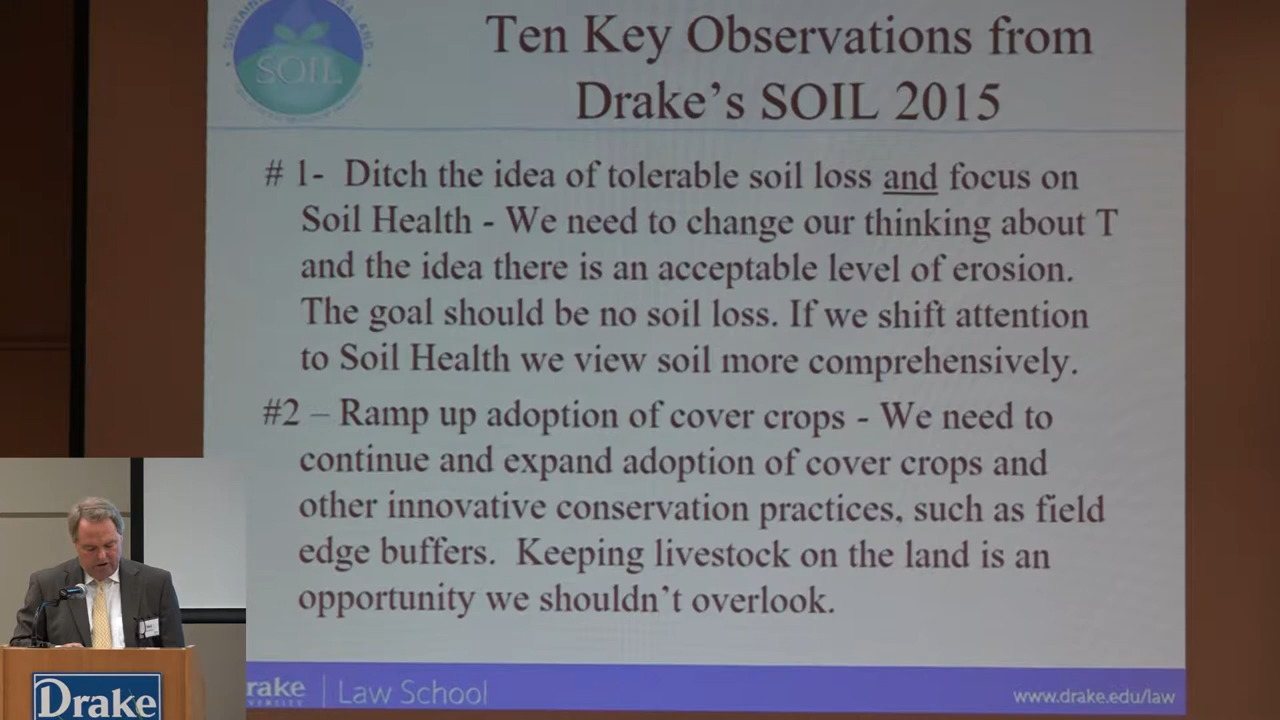 SOIL
Ten Key Observations from
Drake's SOIL 2015
# 1- Ditch the idea of tolerable soil loss and focus on
Soil Health - We need to change our thinking about T
and the idea there is an acceptable level of erosion.
The goal should be no soil loss. If we shift attention
to Soil Health we view soil more comprehensively.
#2 – Ramp up adoption of cover crops - We need to
continue and expand adoption of cover crops and
other innovative conservation practices, such as field
edge buffers. Keeping livestock on the land is an
opportunity we shouldn't overlook.
rake
VERSITY
Law School
www.drake.edu/law
Drake